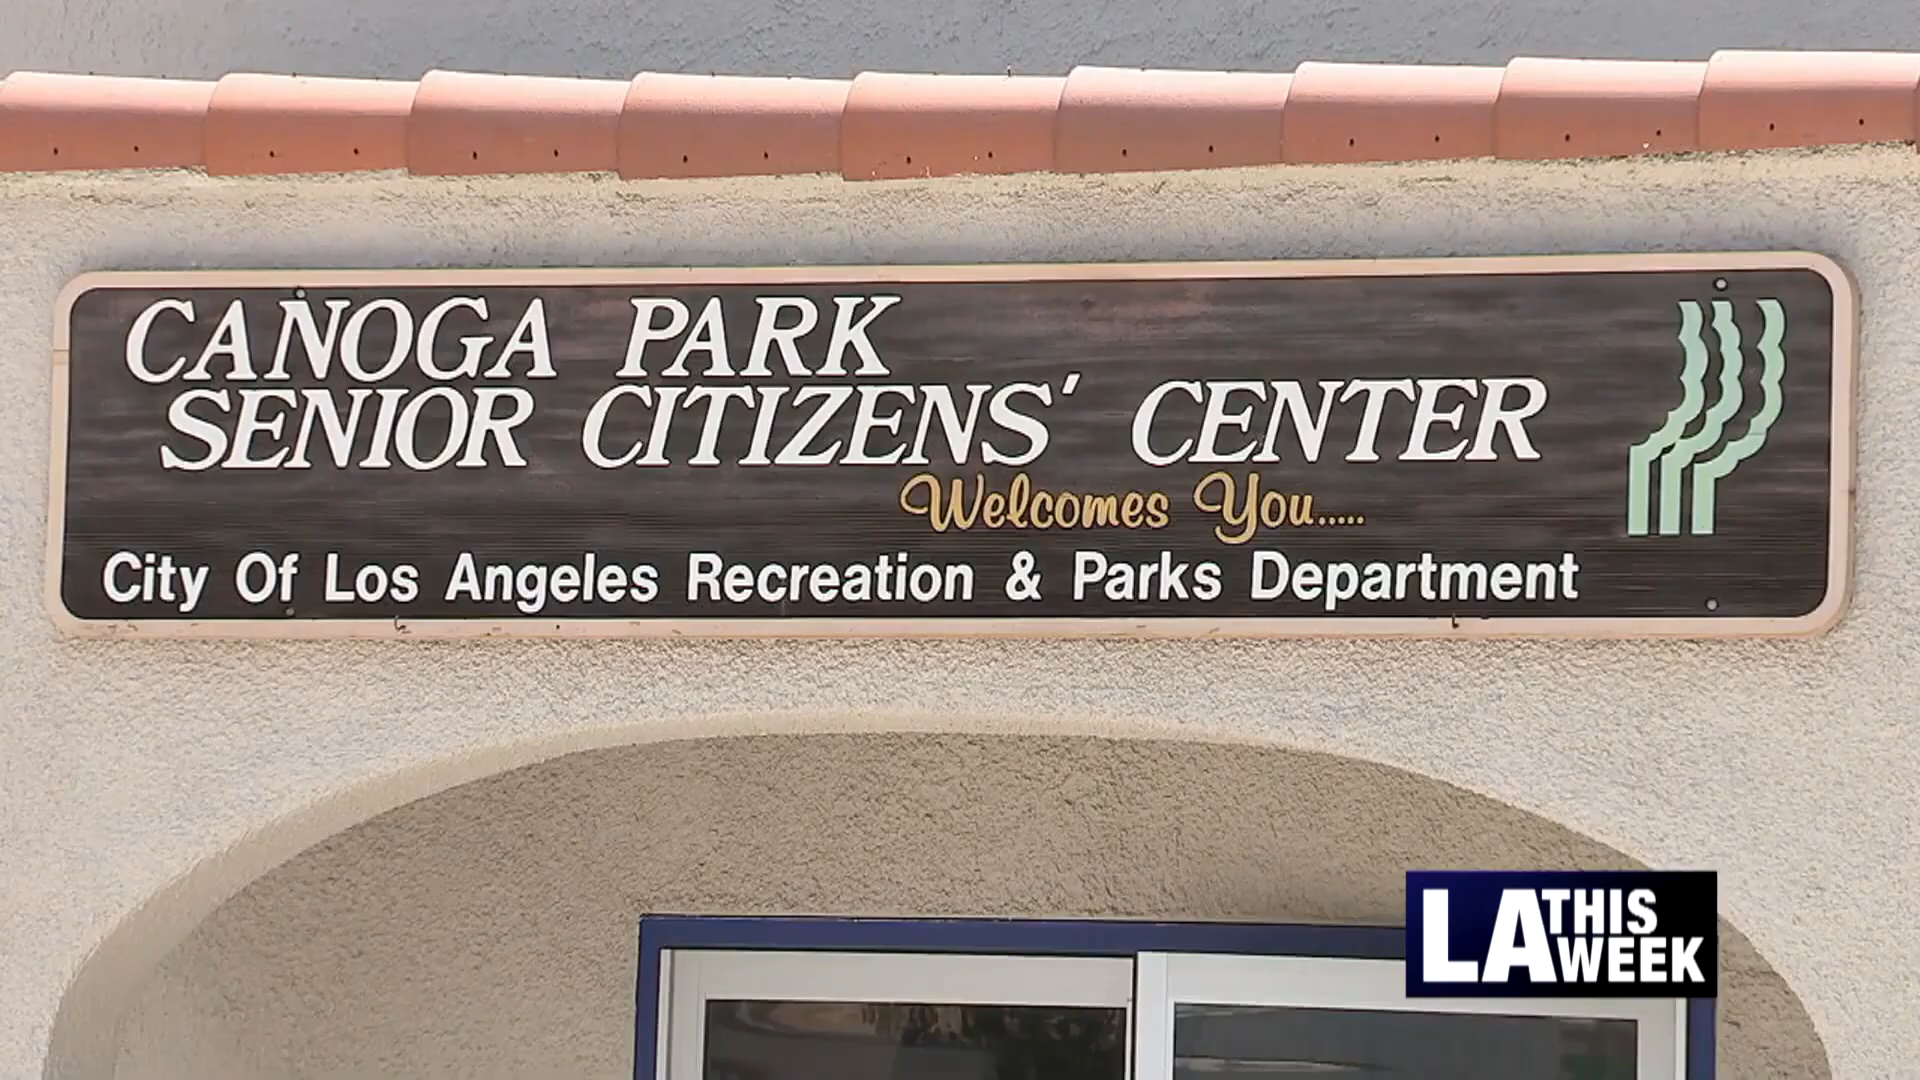 CANOGA PARK
SENIOR CITIZENS' CENTER
Welcomes You.....
City Of Los Angeles Recreation & Parks Department
LA THIS WEEK